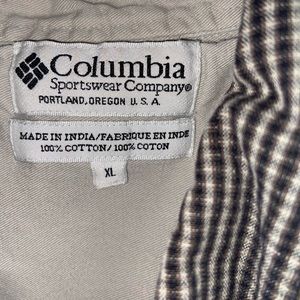 Columbia
Sportswear Company®
PORTLAND, OREGON U. S. A.
MADE IN INDIA/FABRIQUE EN INDE
100% COTTON/100% COTON
XL